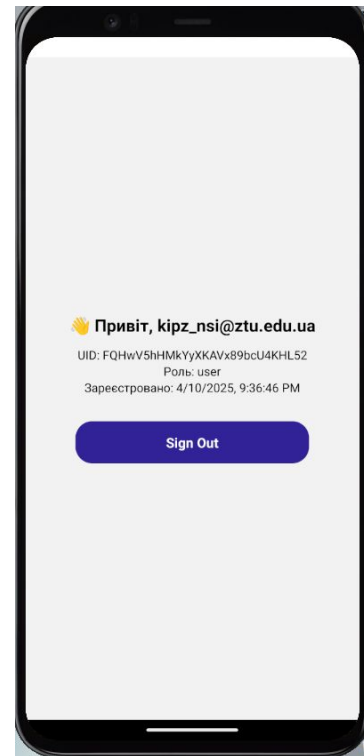 👋 Привіт, kipz_nsi@ztu.edu.ua
UID: FQHwV5hHMkYyXKAVx89bcU4KHL52
Роль: user
Зареєстровано: 4/10/2025, 9:36:46 PM
Sign Out